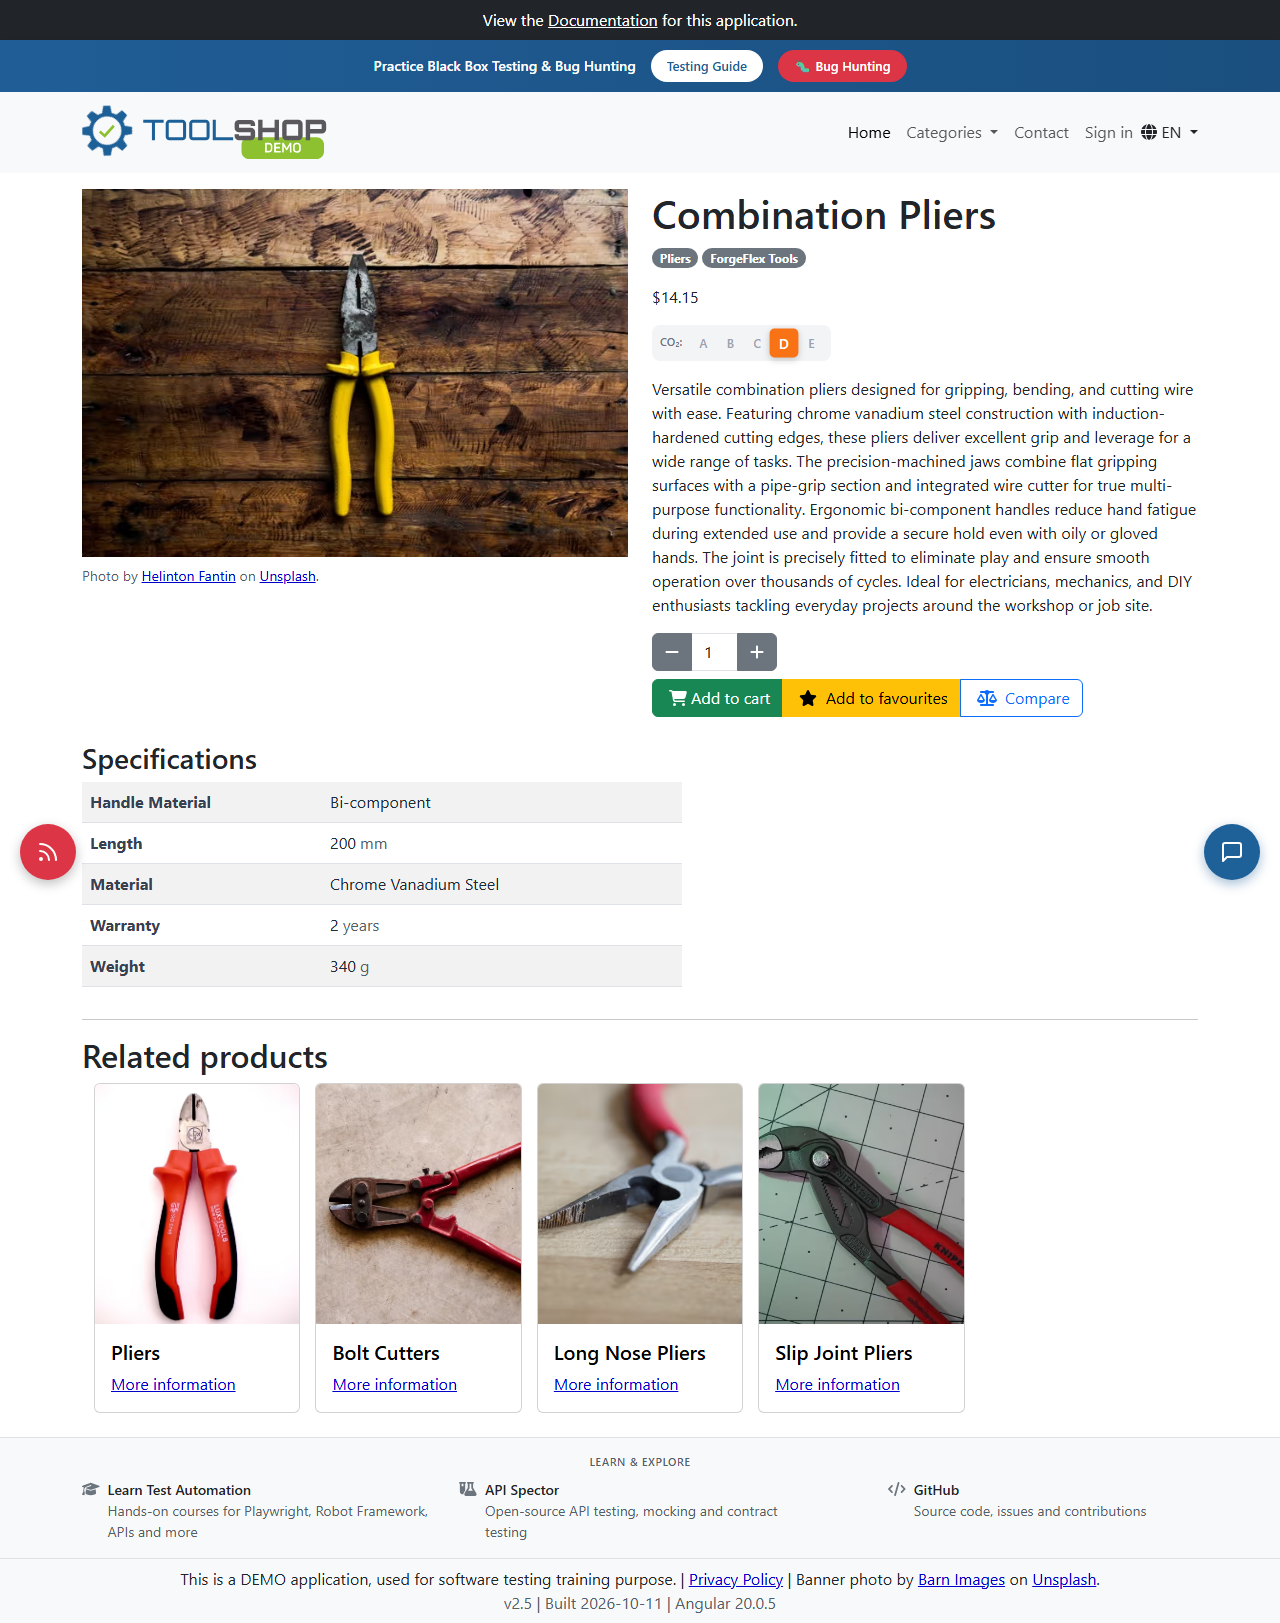 View the Documentation for this application.
Practice Black Box Testing & Bug Hunting
Testing Guide
Bug Hunting
TOOLSHOP
DEMO
Home
Categories
Contact
Sign in
EN
Combination Pliers
Pliers
ForgeFlex Tools
$14.15
CO₂: A B C D E
Versatile combination pliers designed for gripping, bending, and cutting wire
with ease. Featuring chrome vanadium steel construction with induction-
hardened cutting edges, these pliers deliver excellent grip and leverage for a
wide range of tasks. The precision-machined jaws combine flat gripping
surfaces with a pipe-grip section and integrated wire cutter for true multi-
purpose functionality. Ergonomic bi-component handles reduce hand fatigue
during extended use and provide a secure hold even with oily or gloved
hands. The joint is precisely fitted to eliminate play and ensure smooth
operation over thousands of cycles. Ideal for electricians, mechanics, and DIY
enthusiasts tackling everyday projects around the workshop or job site.
Photo by Helinton Fantin on Unsplash.
1
Add to cart
Add to favourites
Compare
Specifications
Handle Material Bi-component
Length 200 mm
Material Chrome Vanadium Steel
Warranty 2 years
Weight 340 g
Related products
LUX-TOOLS
KNIPEX
Pliers
More information
Bolt Cutters
More information
Long Nose Pliers
More information
Slip Joint Pliers
More information
LEARN & EXPLORE
Learn Test Automation
Hands-on courses for Playwright, Robot Framework,
APIs and more
API Spector
Open-source API testing, mocking and contract
testing
GitHub
Source code, issues and contributions
This is a DEMO application, used for software testing training purpose. | Privacy Policy | Banner photo by Barn Images on Unsplash.
v2.5 | Built 2026-10-11 | Angular 20.0.5